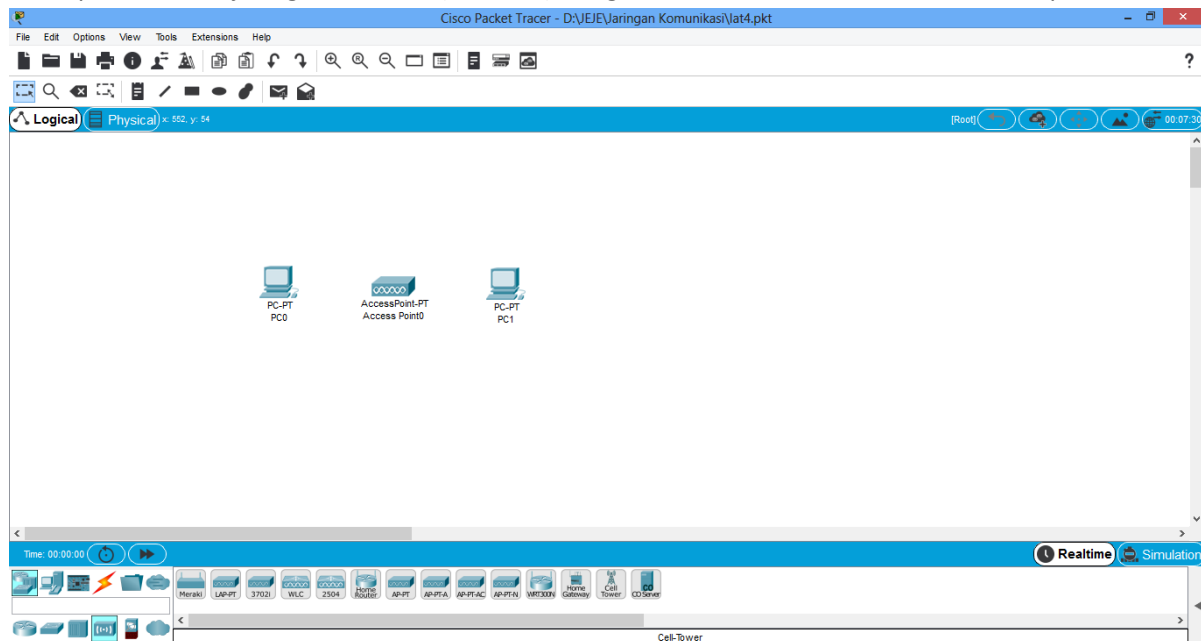 Cisco Packet Tracer - D:\JEJE\Jaringan Komunikasi\lat4.pkt
File Edit Options View Tools Extensions Help
Logical Physical x: 552, y: 54 [Root] 00:07:30
PC-PT
PC0
AccessPoint-PT
Access Point0
PC-PT
PC1
Time: 00:00:00 Realtime Simulation
Meraki LAP-PT 3702i WLC 2504 Home Router AP-PT AP-PT-A AP-PT-AC AP-PT-N WRT300N Home Gateway Cell Tower CO Server
Cell-Tower